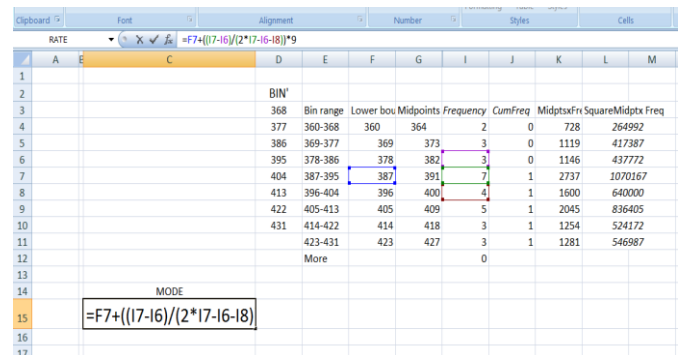 Clipboard Font Alignment Number Styles Cells
RATE =F7+((I7-I6)/(2*I7-I6-I8))*9
A C D E F G I J K L M
1
2 BIN'
3 368 Bin range Lower bou Midpoints Frequency CumFreq MidptsxFre SquareMidptx Freq
4 377 360-368 360 364 2 0 728 264992
5 386 369-377 369 373 3 0 1119 417387
6 395 378-386 378 382 3 0 1146 437772
7 404 387-395 387 391 7 1 2737 1070167
8 413 396-404 396 400 4 1 1600 640000
9 422 405-413 405 409 5 1 2045 836405
10 431 414-422 414 418 3 1 1254 524172
11 423-431 423 427 3 1 1281 546987
12 More 0
13
14 MODE
15 =F7+((I7-I6)/(2*I7-I6-I8)
16